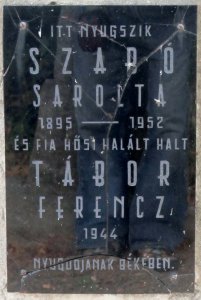 ITT NYUGSZIK
SZABÓ
SAROLTA
1895 — 1952
ÉS FIA HŐSI HALÁLT HALT
TÁBOR
FERENCZ
1944
NYUGODJANAK BÉKÉBEN.